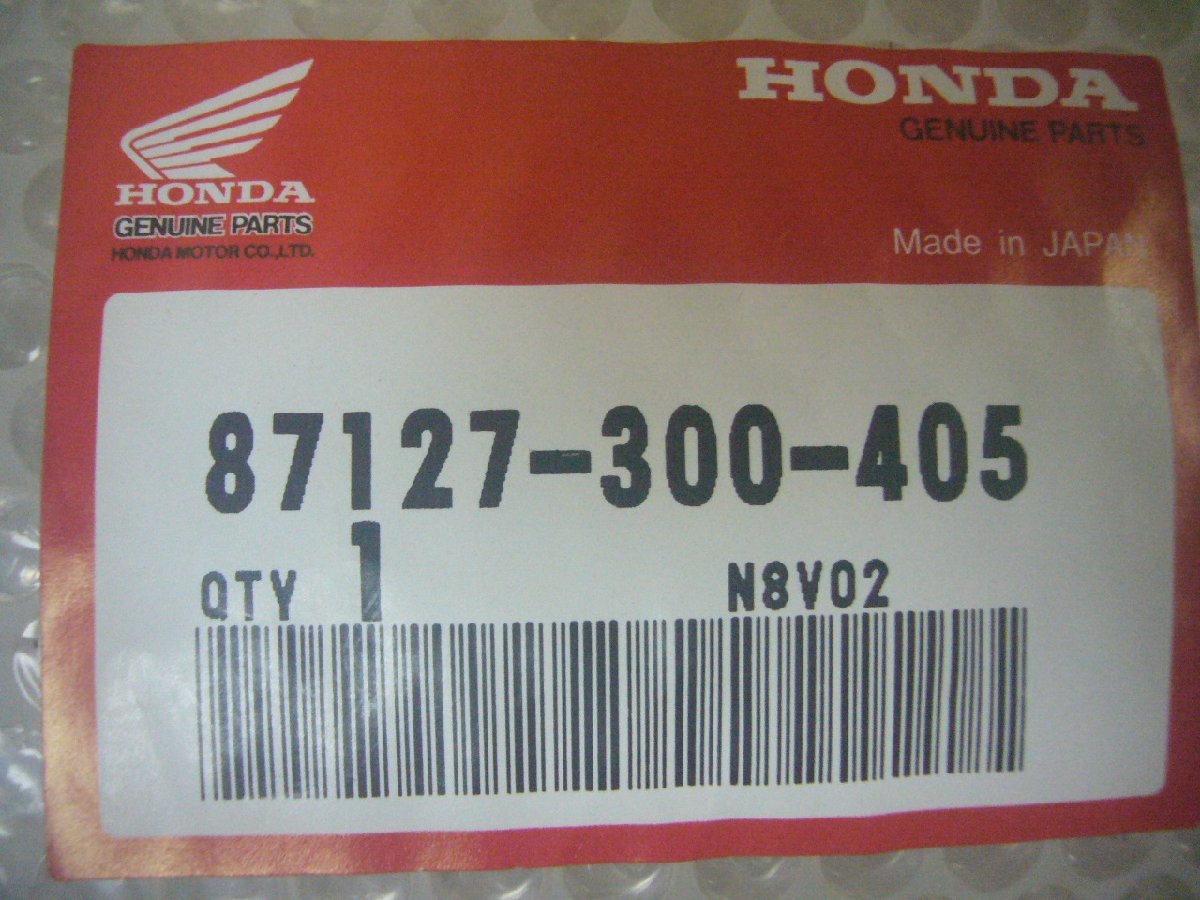 HONDA
GENUINE PARTS
HONDA MOTOR CO.,LTD.
HONDA
GENUINE PARTS
Made in JAPAN
87127-300-405
QTY 1 N8V02